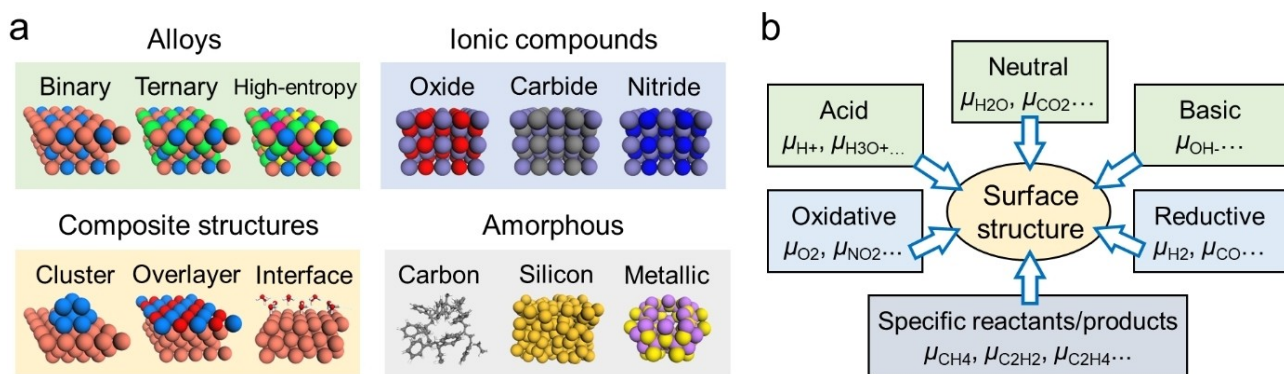 a
Alloys
Binary Ternary High-entropy
Ionic compounds
Oxide Carbide Nitride
Composite structures
Cluster Overlayer Interface
Amorphous
Carbon Silicon Metallic
b
Neutral
μH2O, μCO2...
Acid
μH+, μH3O+...
Basic
μOH-...
Surface
structure
Oxidative
μO2, μNO2...
Reductive
μH2, μCO...
Specific reactants/products
μCH4, μC2H2, μC2H4...